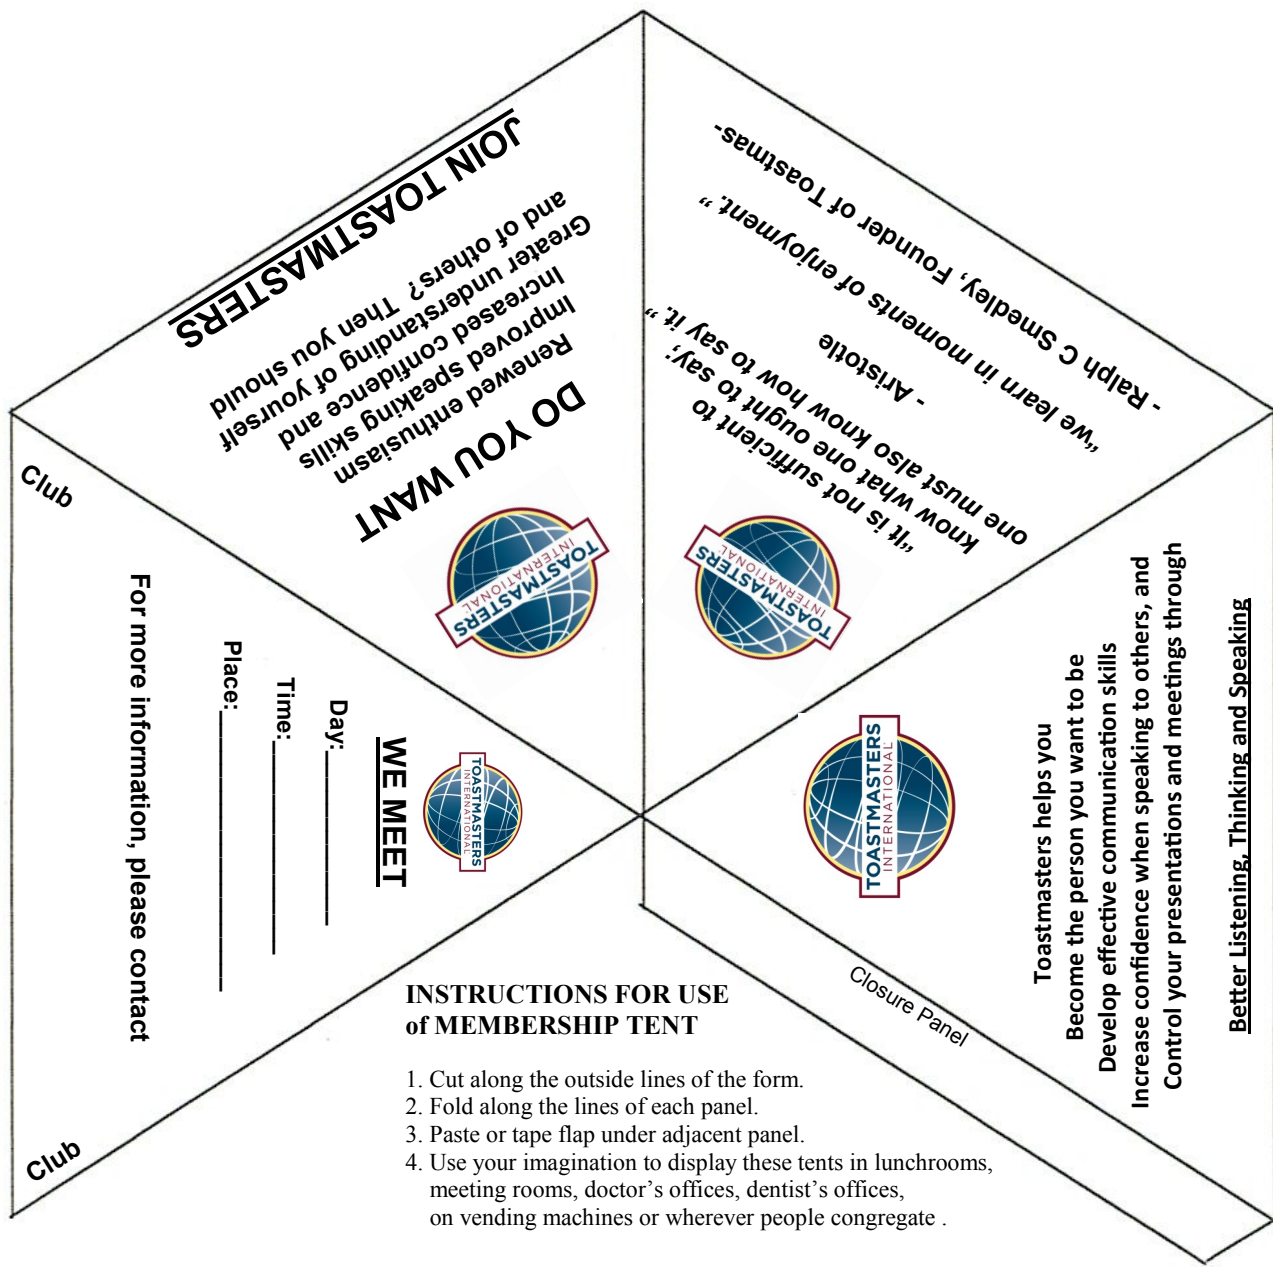 TOASTMASTERS
INTERNATIONAL
DO YOU WANT
Renewed enthusiasm
Improved speaking skills
Increased confidence and
Greater understanding of yourself
and of others? Then you should
JOIN TOASTMASTERS
TOASTMASTERS
INTERNATIONAL
“It is not sufficient to
know what one ought to say;
one must also know how to say it.”
- Aristotle
“we learn in moments of enjoyment.”
- Ralph C Smedley, Founder of Toastmas-
TOASTMASTERS
INTERNATIONAL
Toastmasters helps you
Become the person you want to be
Develop effective communication skills
Increase confidence when speaking to others, and
Control your presentations and meetings through
Better Listening, Thinking and Speaking
Closure Panel
TOASTMASTERS
INTERNATIONAL
WE MEET
Day:
Time:
Place:
For more information, please contact
Club
Club
INSTRUCTIONS FOR USE
of MEMBERSHIP TENT
1. Cut along the outside lines of the form.
2. Fold along the lines of each panel.
3. Paste or tape flap under adjacent panel.
4. Use your imagination to display these tents in lunchrooms,
meeting rooms, doctor’s offices, dentist’s offices,
on vending machines or wherever people congregate .